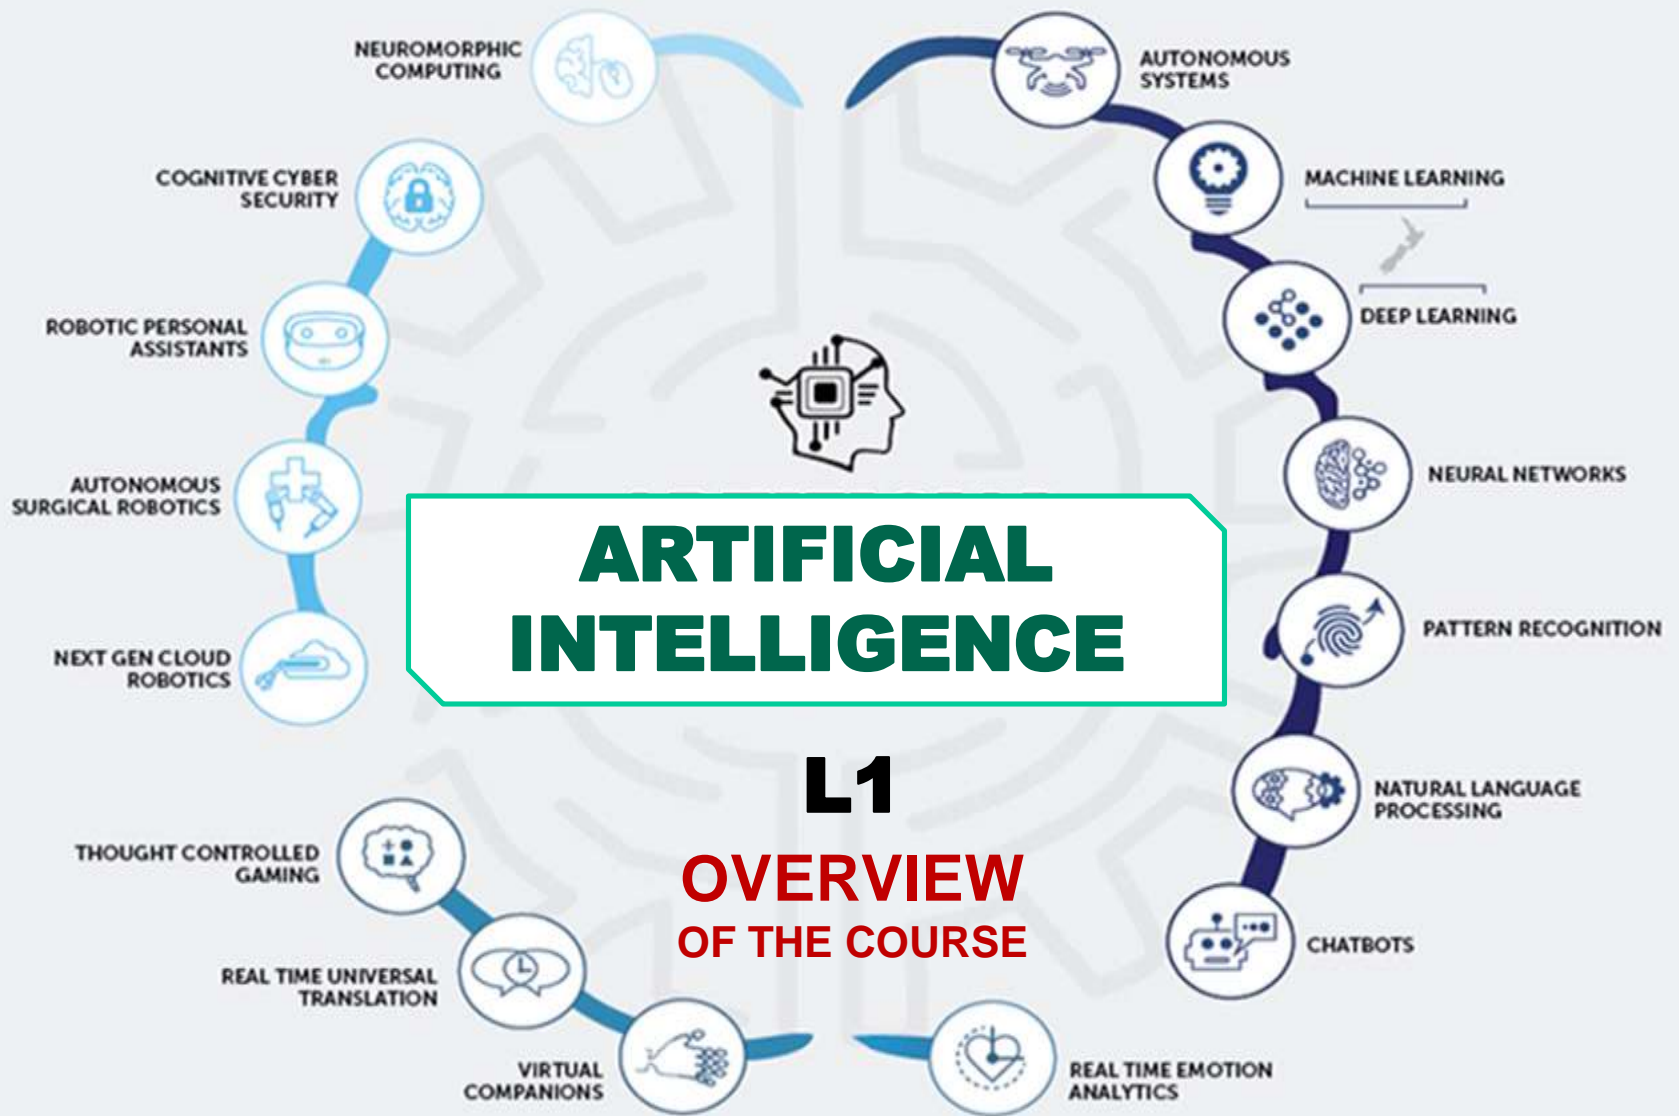 NEUROMORPHIC
COMPUTING
AUTONOMOUS
SYSTEMS
COGNITIVE CYBER
SECURITY
MACHINE LEARNING
ROBOTIC PERSONAL
ASSISTANTS
DEEP LEARNING
AUTONOMOUS
SURGICAL ROBOTICS
NEURAL NETWORKS
ARTIFICIAL
INTELLIGENCE
NEXT GEN CLOUD
ROBOTICS
PATTERN RECOGNITION
L1
OVERVIEW
OF THE COURSE
NATURAL LANGUAGE
PROCESSING
THOUGHT CONTROLLED
GAMING
CHATBOTS
REAL TIME UNIVERSAL
TRANSLATION
VIRTUAL
COMPANIONS
REAL TIME EMOTION
ANALYTICS